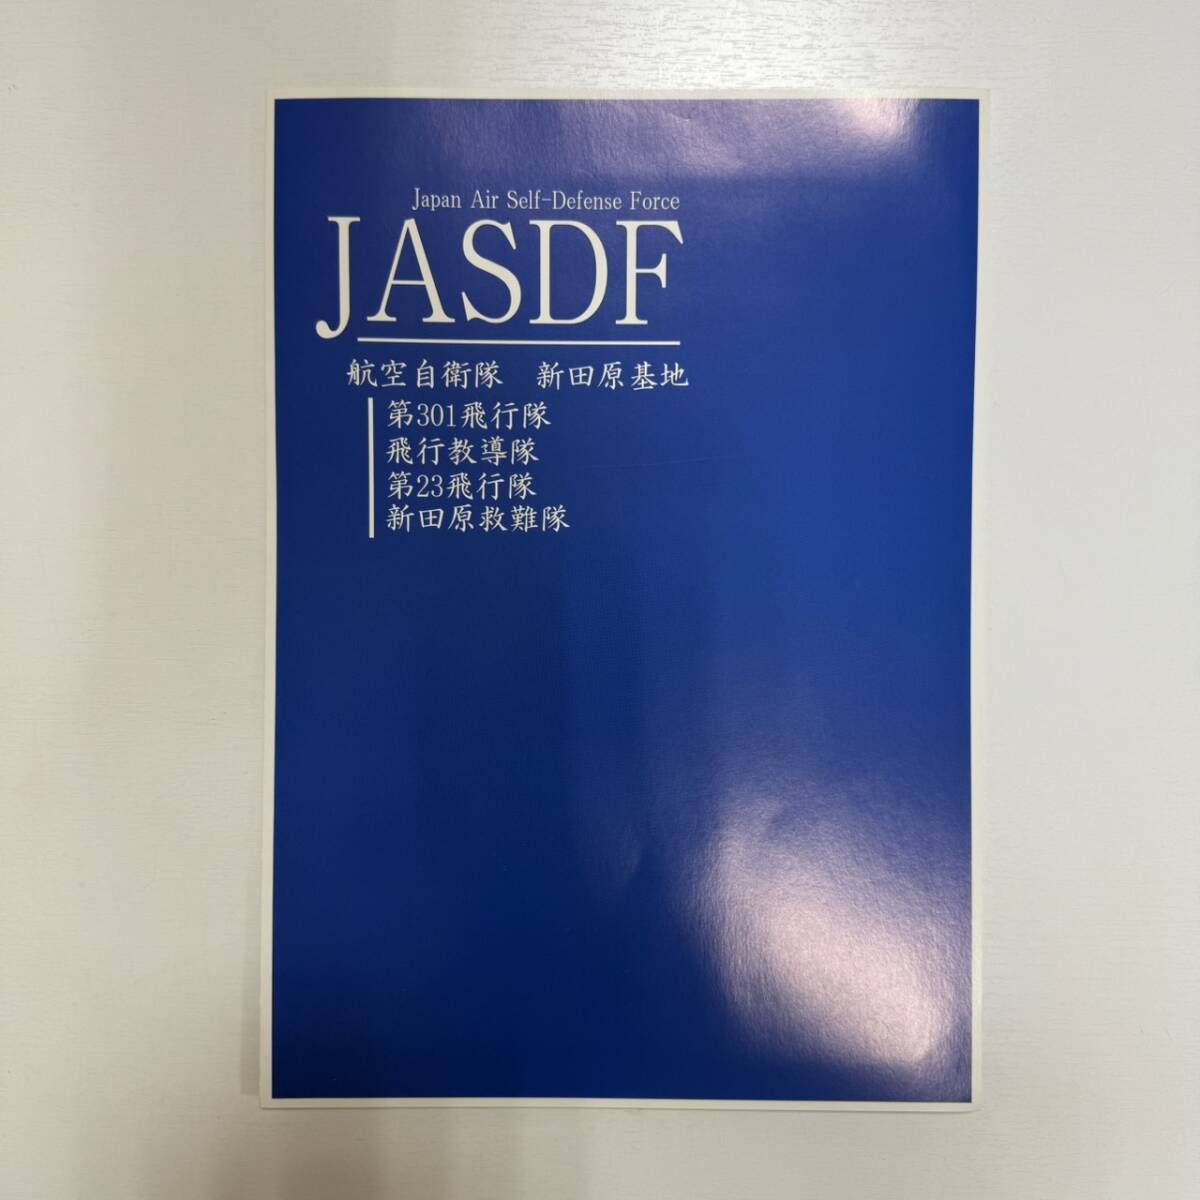 Japan Air Self-Defense Force
JASDF
航空自衛隊　新田原基地
第301飛行隊
飛行教導隊
第23飛行隊
新田原救難隊